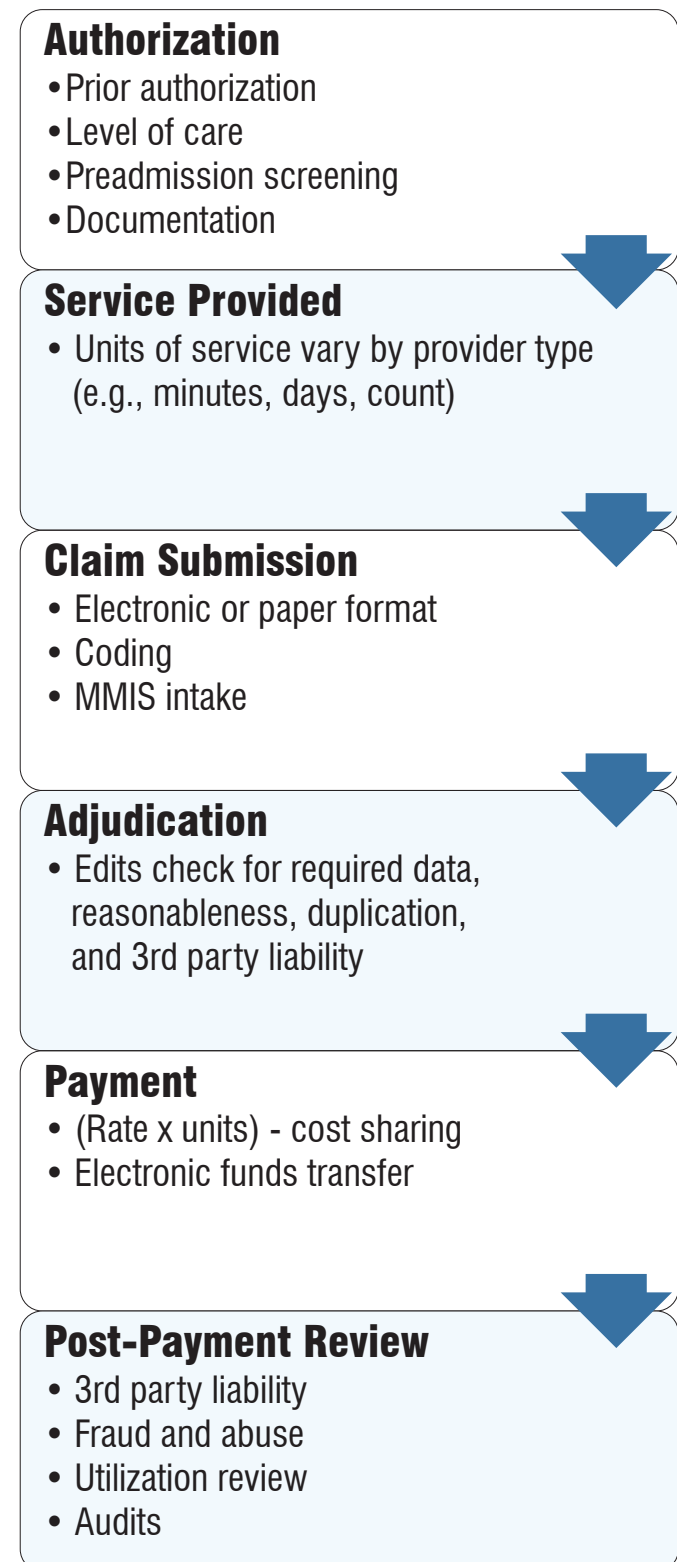 Authorization
•Prior authorization
•Level of care
•Preadmission screening
•Documentation
Service Provided
• Units of service vary by provider type
(e.g., minutes, days, count)
Claim Submission
• Electronic or paper format
• Coding
• MMIS intake
Adjudication
• Edits check for required data,
reasonableness, duplication,
and 3rd party liability
Payment
• (Rate x units) - cost sharing
• Electronic funds transfer
Post-Payment Review
• 3rd party liability
• Fraud and abuse
• Utilization review
• Audits